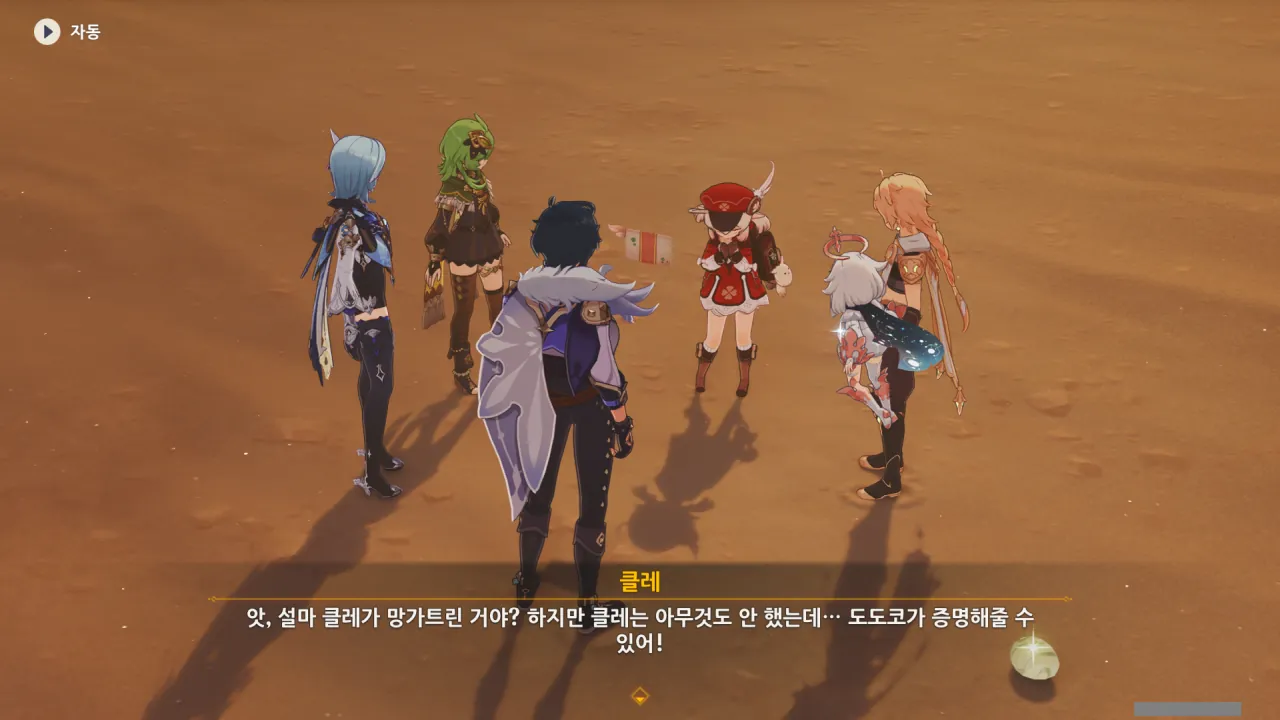 자동
클레
앗, 설마 클레가 망가트린 거야? 하지만 클레는 아무것도 안 했는데… 도도코가 증명해줄 수
있어!